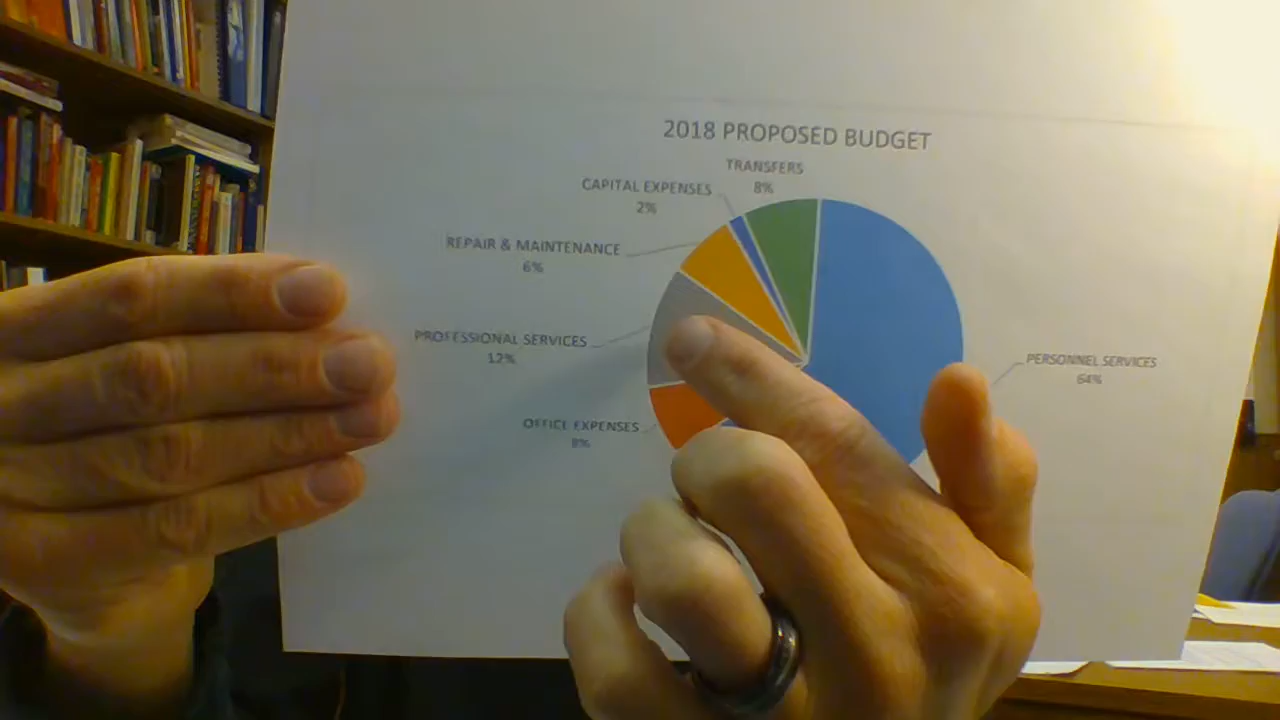 2018 PROPOSED BUDGET
TRANSFERS
8%
CAPITAL EXPENSES
2%
REPAIR & MAINTENANCE
6%
PROFESSIONAL SERVICES
12%
PERSONNEL SERVICES
64%
OFFICE EXPENSES
8%